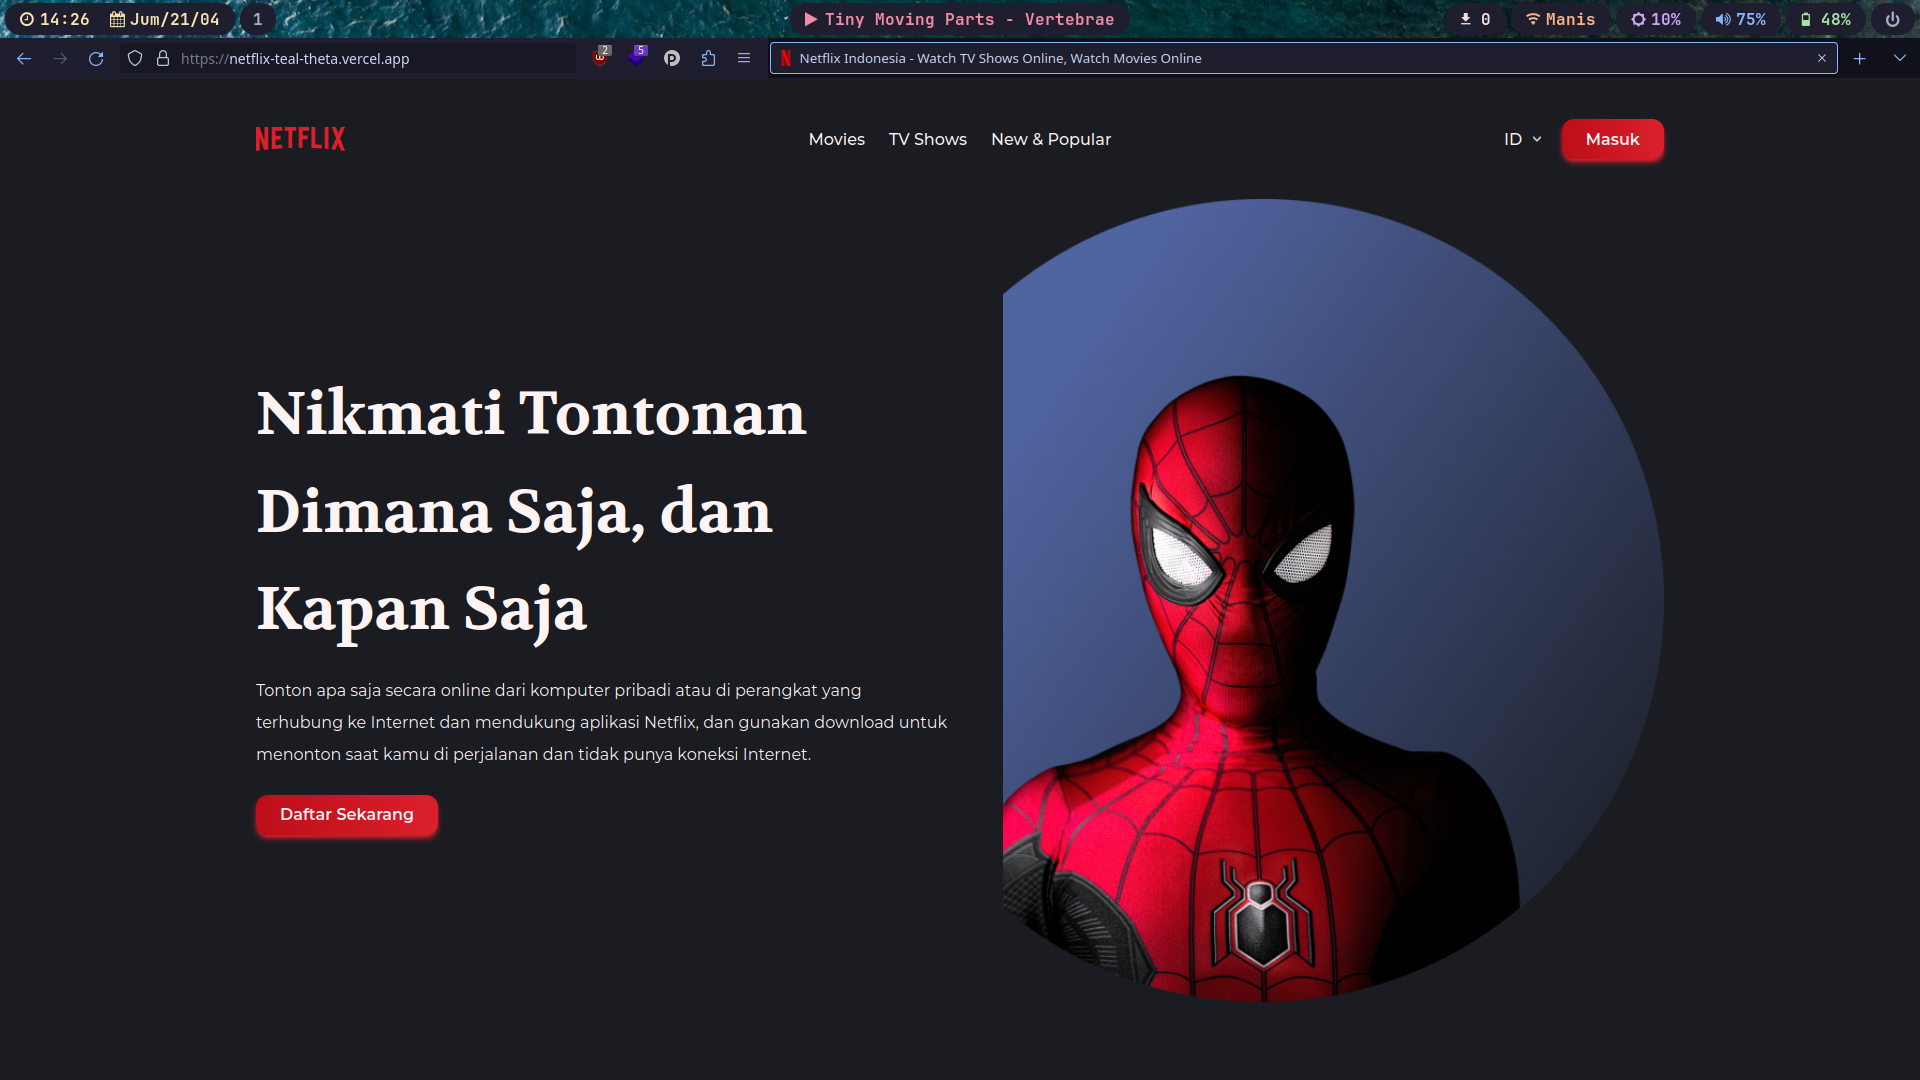 14:26 Jum/21/04 1
Tiny Moving Parts - Vertebrae
0 Manis 10% 75% 48%
https://netflix-teal-theta.vercel.app
2 5
Netflix Indonesia - Watch TV Shows Online, Watch Movies Online
NETFLIX
Movies TV Shows New & Popular
ID Masuk
Nikmati Tontonan
Dimana Saja, dan
Kapan Saja
Tonton apa saja secara online dari komputer pribadi atau di perangkat yang
terhubung ke Internet dan mendukung aplikasi Netflix, dan gunakan download untuk
menonton saat kamu di perjalanan dan tidak punya koneksi Internet.
Daftar Sekarang